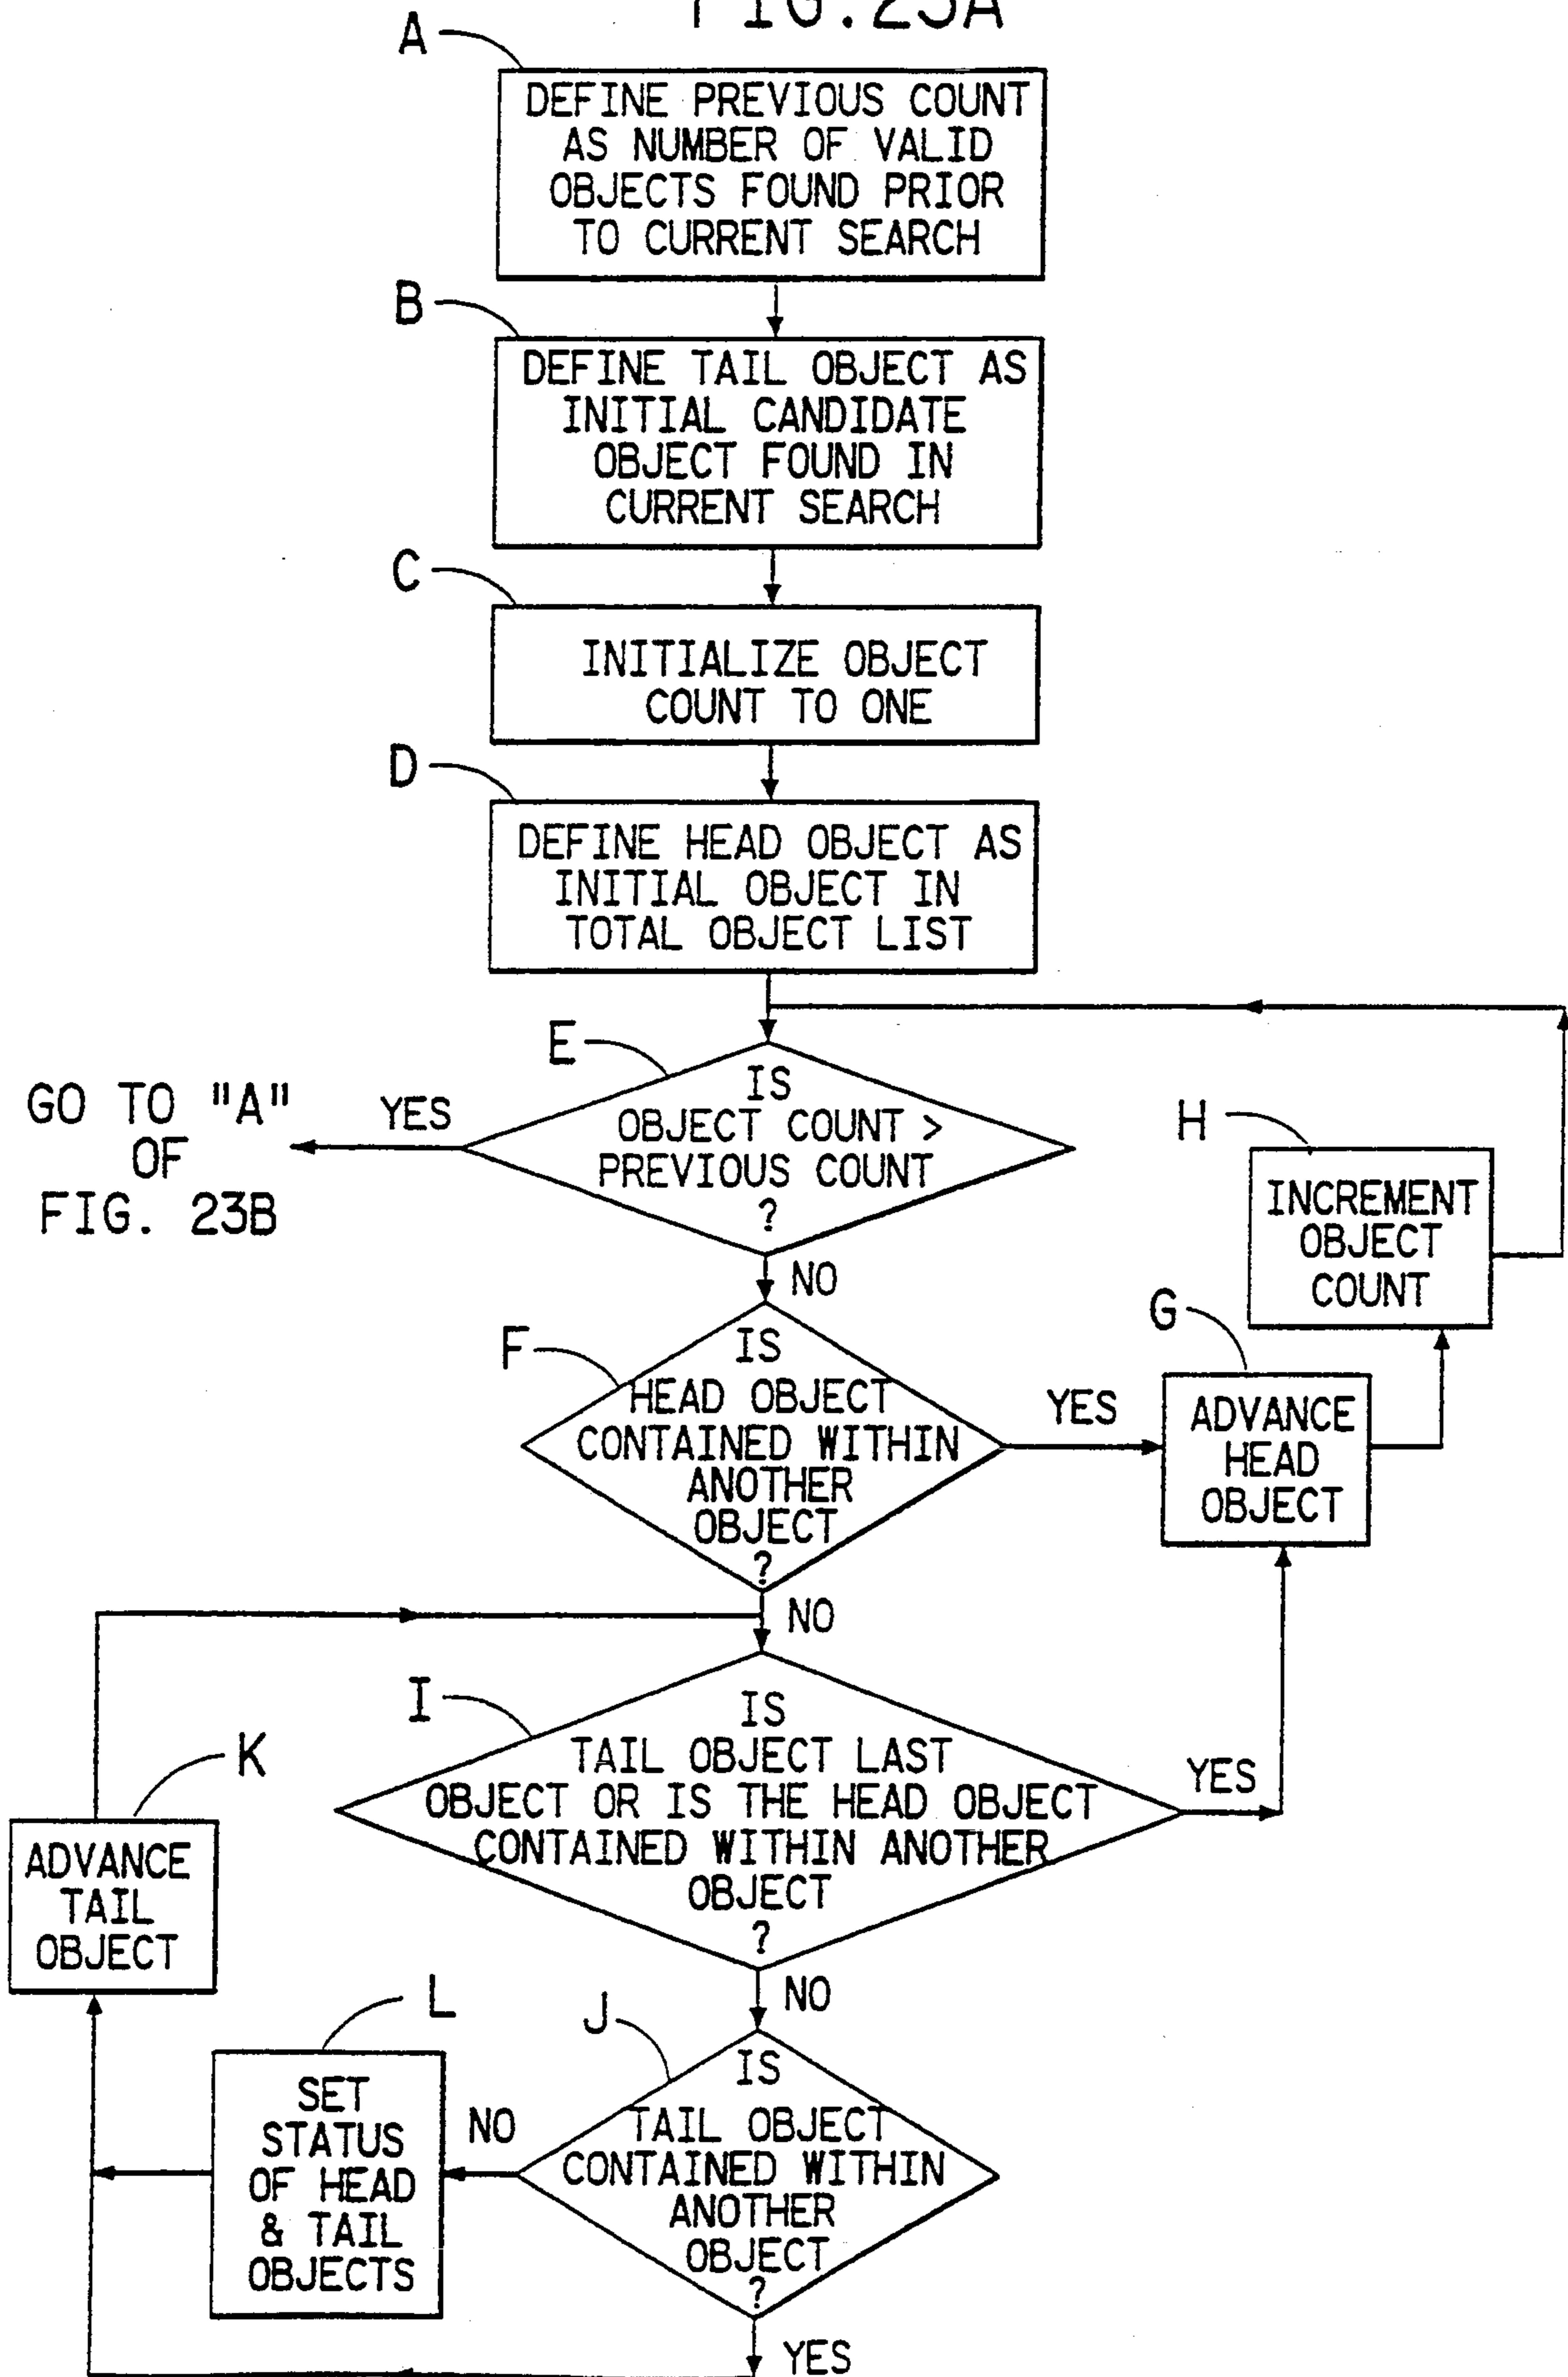 FIG.23A
A
DEFINE PREVIOUS COUNT
AS NUMBER OF VALID
OBJECTS FOUND PRIOR
TO CURRENT SEARCH
B
DEFINE TAIL OBJECT AS
INITIAL CANDIDATE
OBJECT FOUND IN
CURRENT SEARCH
C
INITIALIZE OBJECT
COUNT TO ONE
D
DEFINE HEAD OBJECT AS
INITIAL OBJECT IN
TOTAL OBJECT LIST
E
IS
OBJECT COUNT >
PREVIOUS COUNT
?
YES
GO TO "A"
OF
FIG. 23B
NO
H
INCREMENT
OBJECT
COUNT
F
IS
HEAD OBJECT
CONTAINED WITHIN
ANOTHER
OBJECT
?
YES
G
ADVANCE
HEAD
OBJECT
NO
I
IS
TAIL OBJECT LAST
OBJECT OR IS THE HEAD OBJECT
CONTAINED WITHIN ANOTHER
OBJECT
?
YES
K
ADVANCE
TAIL
OBJECT
NO
J
IS
TAIL OBJECT
CONTAINED WITHIN
ANOTHER
OBJECT
?
NO
L
SET
STATUS
OF HEAD
& TAIL
OBJECTS
YES